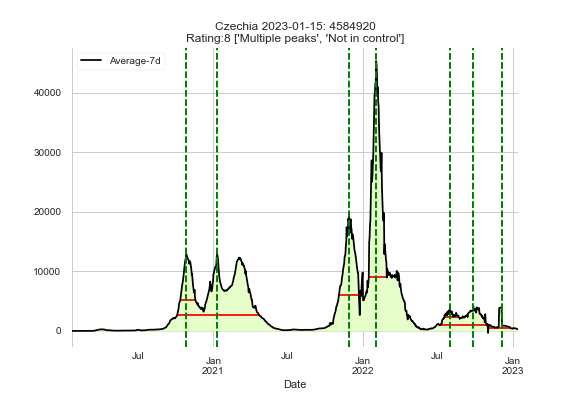 Czechia 2023-01-15: 4584920
Rating:8 ['Multiple peaks', 'Not in control']
Average-7d
40000
30000
20000
10000
0
Jul
Jan
2021
Jul
Jan
2022
Jul
Jan
2023
Date